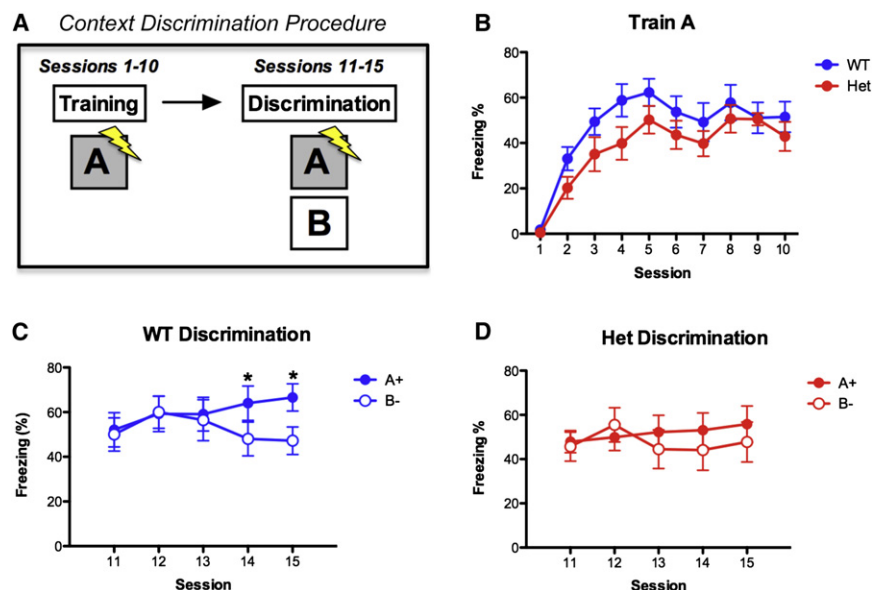 A Context Discrimination Procedure
Sessions 1-10 Sessions 11-15
Training Discrimination
A A
B
B Train A
80
60
40
20
0
Freezing %
1 2 3 4 5 6 7 8 9 10
Session
WT
Het
C WT Discrimination
80
60
40
20
0
Freezing (%)
* *
11 12 13 14 15
Session
A+
B-
D Het Discrimination
80
60
40
20
0
Freezing %
11 12 13 14 15
Session
A+
B-